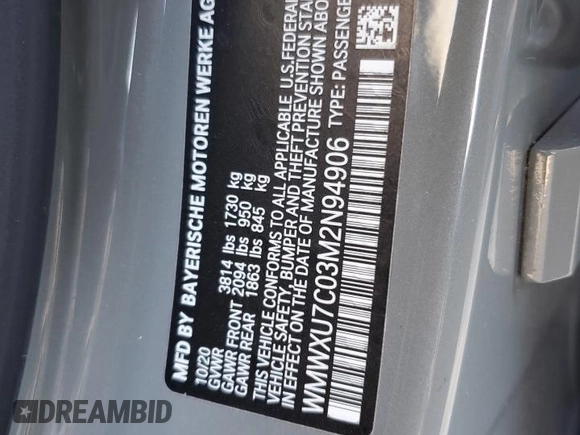 MFD BY BAYERISCHE MOTOREN WERKE AG
10/20
GVWR 3814 lbs 1730 kg
GAWR FRONT 2094 lbs 950 kg
GAWR REAR 1863 lbs 845 kg
THIS VEHICLE CONFORMS TO ALL APPLICABLE U.S.FEDERAL
VEHICLE SAFETY, BUMPER AND THEFT PREVENTION STA
IN EFFECT ON THE DATE OF MANUFACTURE SHOWN ABO
WMWXU7C03M2N94906 TYPE: PASSENGE
DREAMBID